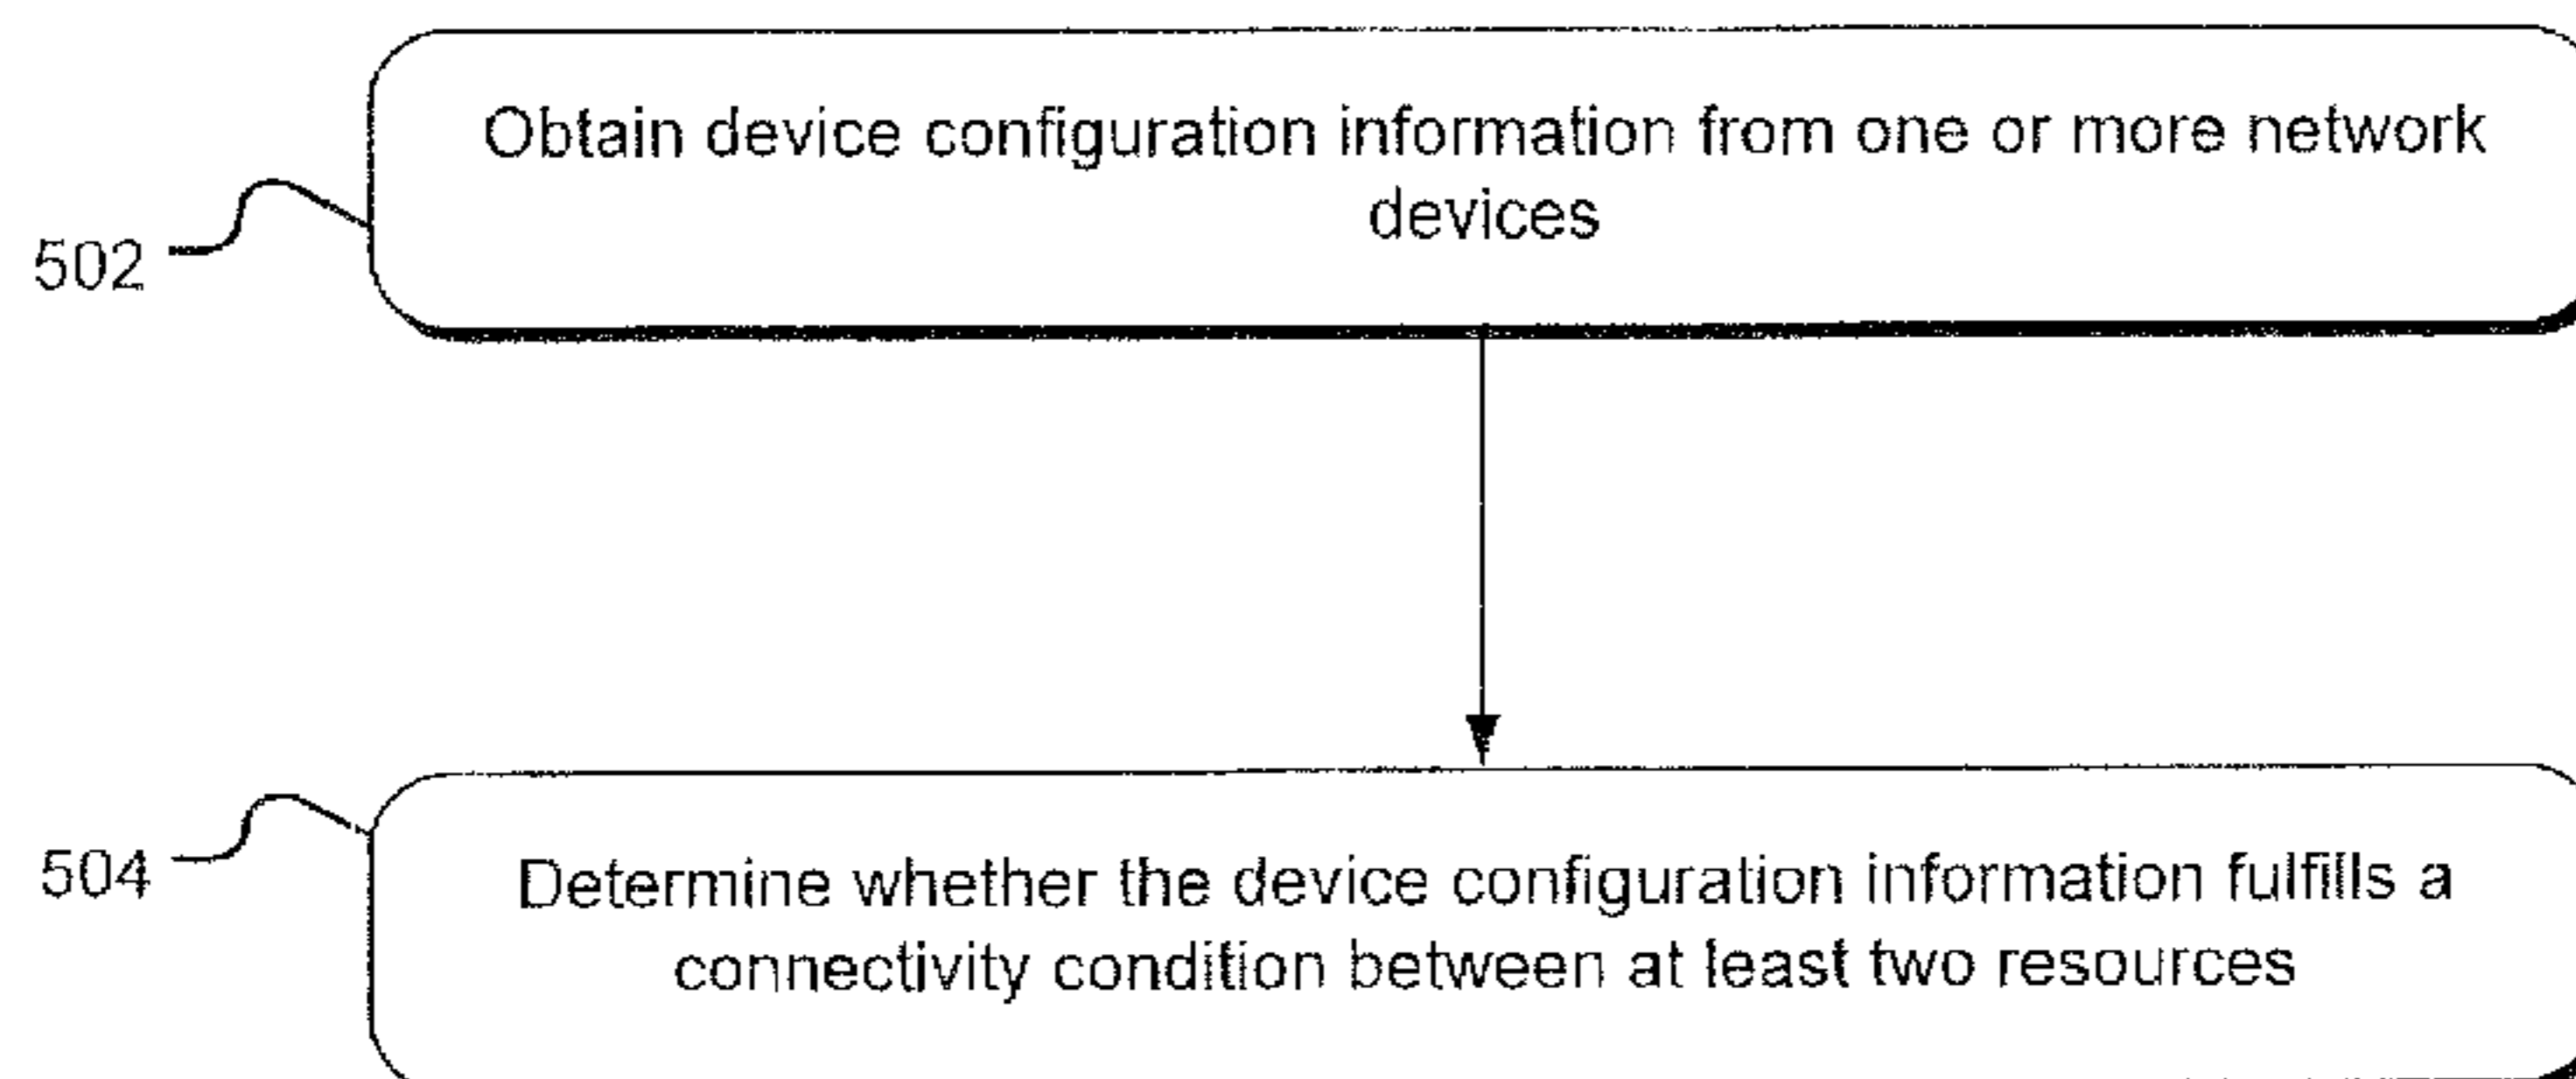 Obtain device configuration information from one or more network
devices
502
504
Determine whether the device configuration information fulfills a
connectivity condition between at least two resources